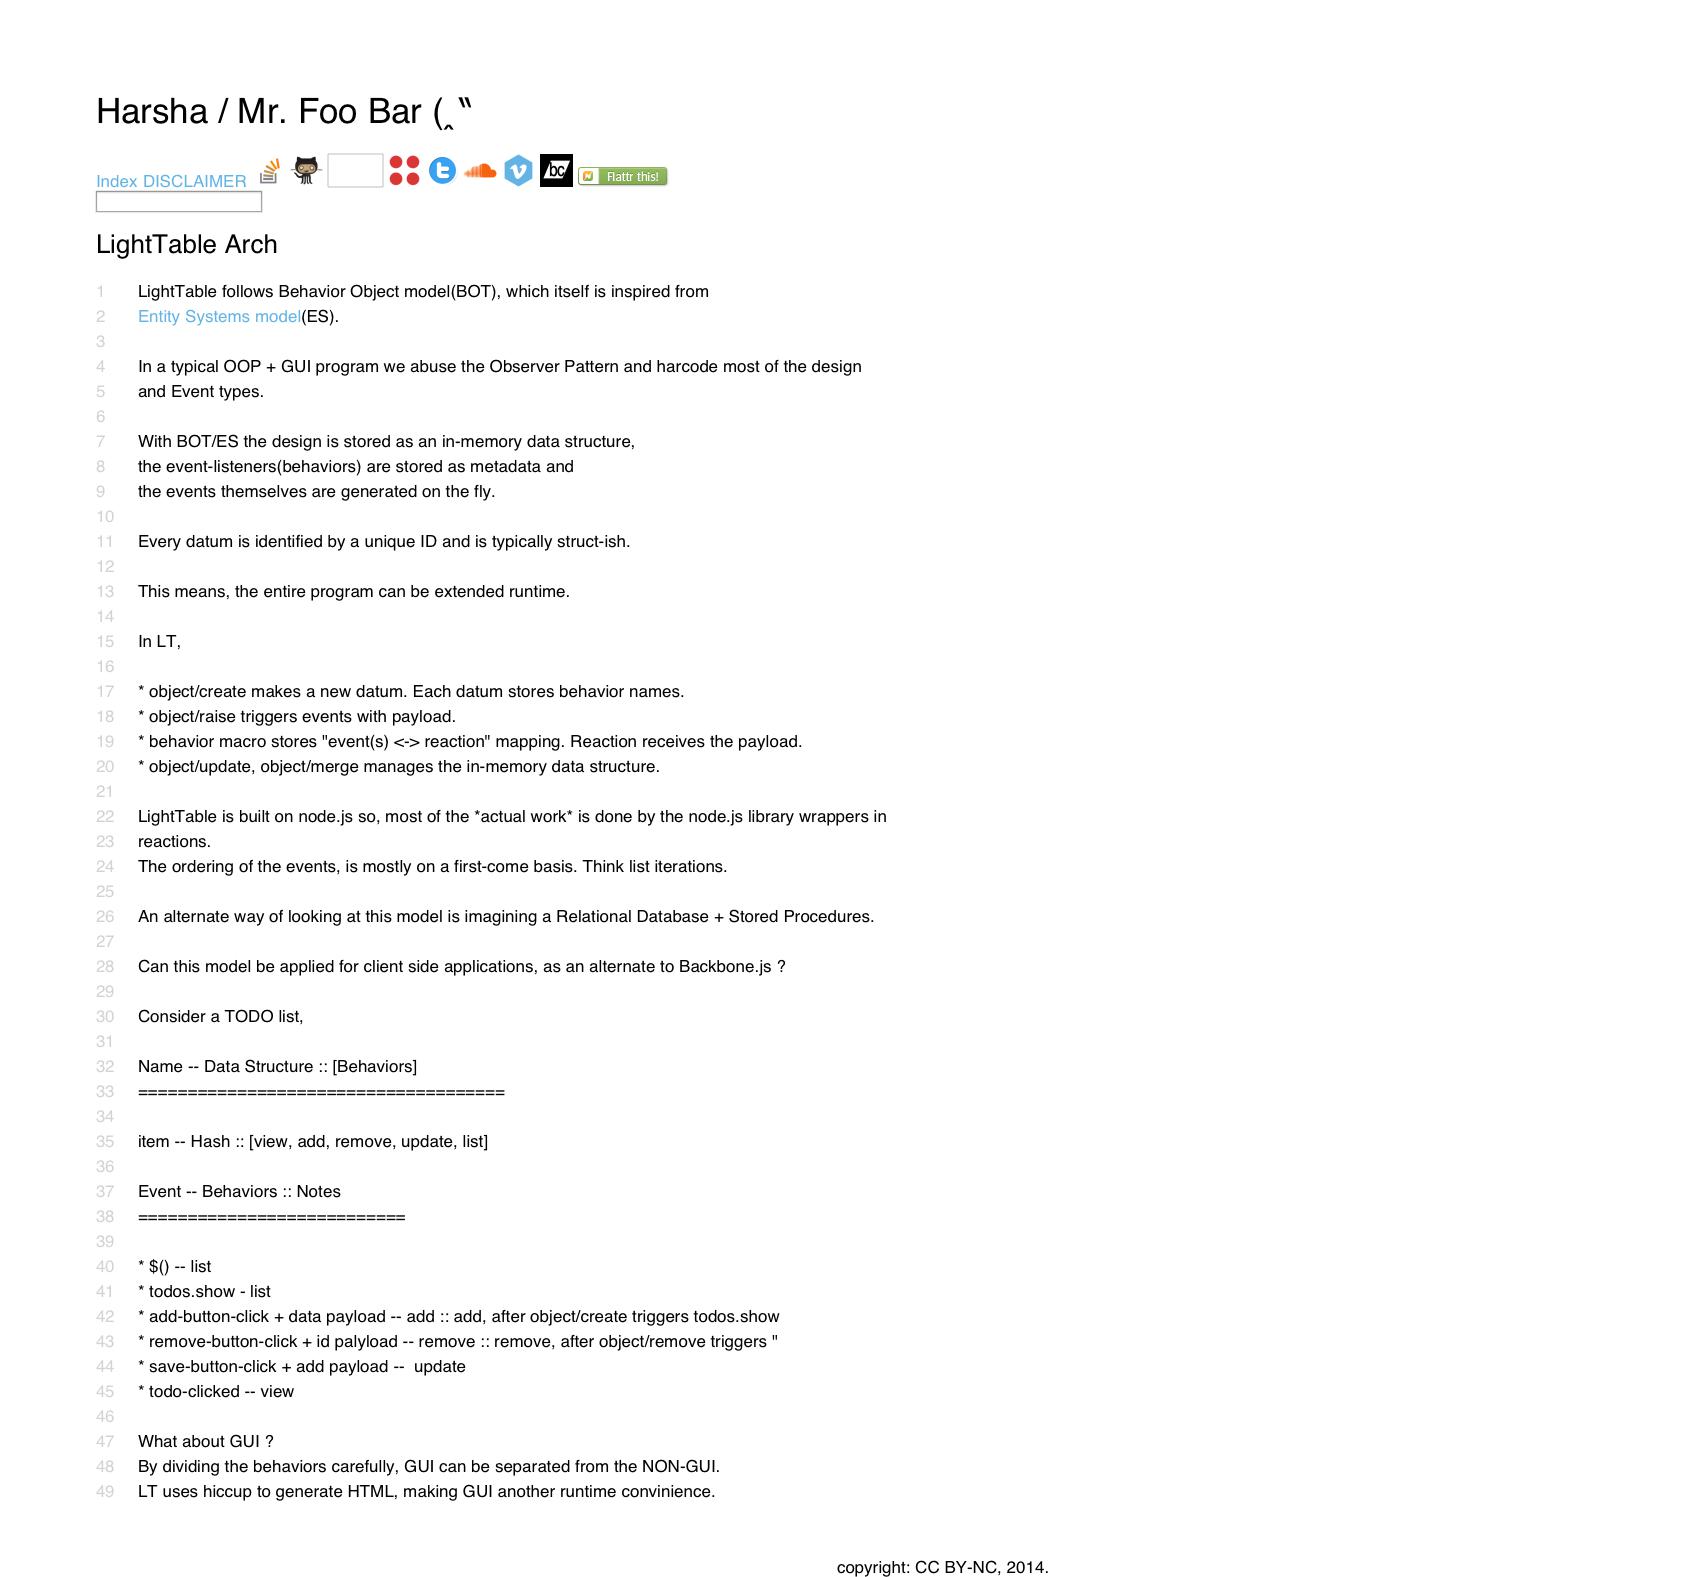 Harsha / Mr. Foo Bar (‸‶
Index DISCLAIMER bc Flattr this!
LightTable Arch
1 LightTable follows Behavior Object model(BOT), which itself is inspired from
2 Entity Systems model(ES).
3
4 In a typical OOP + GUI program we abuse the Observer Pattern and harcode most of the design
5 and Event types.
6
7 With BOT/ES the design is stored as an in-memory data structure,
8 the event-listeners(behaviors) are stored as metadata and
9 the events themselves are generated on the fly.
10
11 Every datum is identified by a unique ID and is typically struct-ish.
12
13 This means, the entire program can be extended runtime.
14
15 In LT,
16
17 * object/create makes a new datum. Each datum stores behavior names.
18 * object/raise triggers events with payload.
19 * behavior macro stores "event(s) <-> reaction" mapping. Reaction receives the payload.
20 * object/update, object/merge manages the in-memory data structure.
21
22 LightTable is built on node.js so, most of the *actual work* is done by the node.js library wrappers in
23 reactions.
24 The ordering of the events, is mostly on a first-come basis. Think list iterations.
25
26 An alternate way of looking at this model is imagining a Relational Database + Stored Procedures.
27
28 Can this model be applied for client side applications, as an alternate to Backbone.js ?
29
30 Consider a TODO list,
31
32 Name -- Data Structure :: [Behaviors]
33 =====================================
34
35 item -- Hash :: [view, add, remove, update, list]
36
37 Event -- Behaviors :: Notes
38 ===========================
39
40 * $() -- list
41 * todos.show - list
42 * add-button-click + data payload -- add :: add, after object/create triggers todos.show
43 * remove-button-click + id palyload -- remove :: remove, after object/remove triggers "
44 * save-button-click + add payload --  update
45 * todo-clicked -- view
46
47 What about GUI ?
48 By dividing the behaviors carefully, GUI can be separated from the NON-GUI.
49 LT uses hiccup to generate HTML, making GUI another runtime convinience.
copyright: CC BY-NC, 2014.